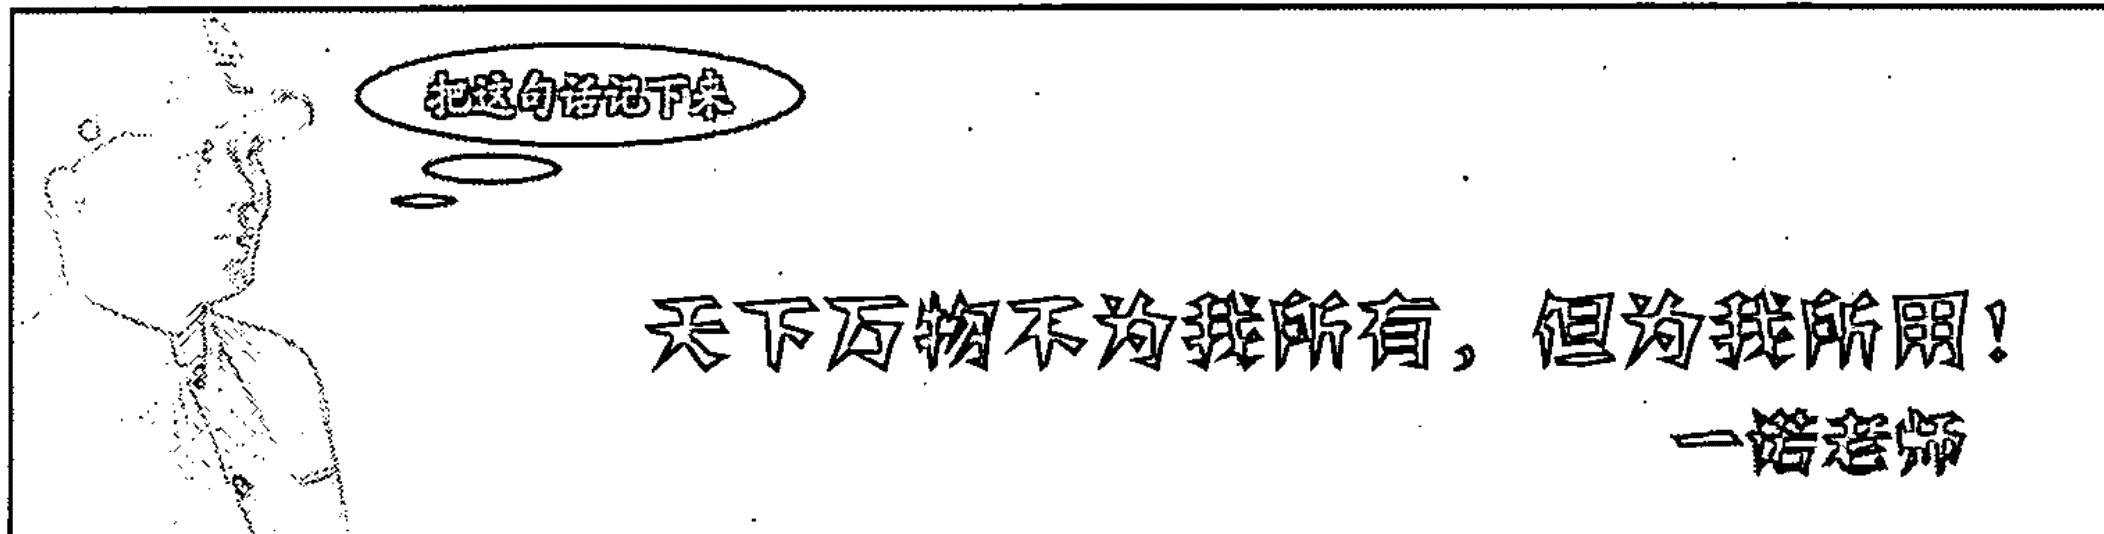 把这句话记下来
天下万物不为我所有，但为我所用！
一诺老师